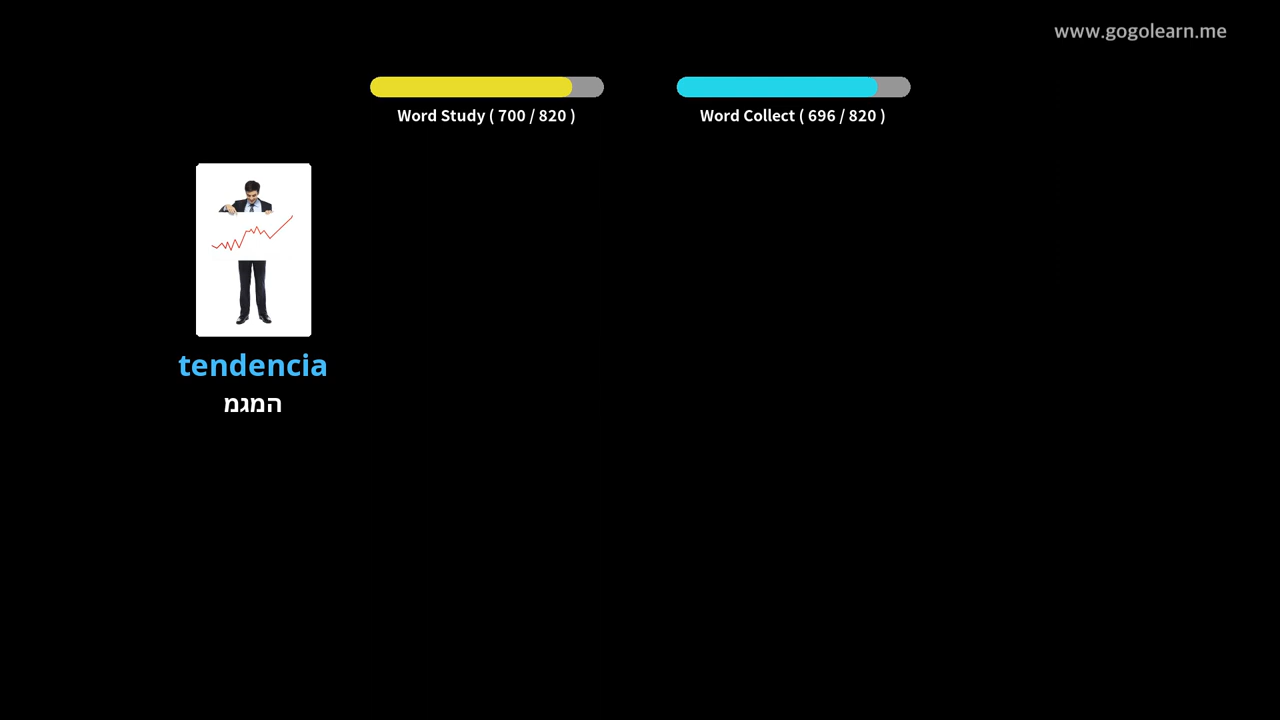 www.gogolearn.me
Word Study ( 700 / 820 )
Word Collect ( 696 / 820 )
tendencia
המגמ